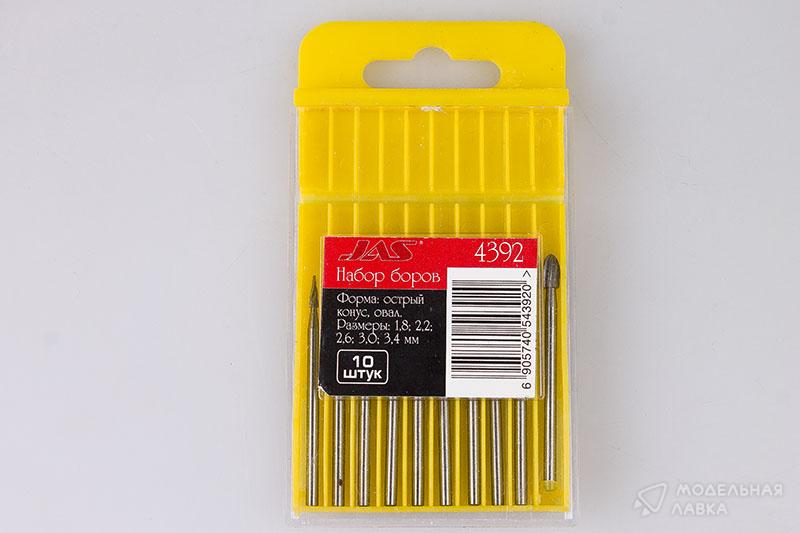 JAS® 4392
Набор боров
Форма: острый
конус, овал.
Размеры: 1,8; 2,2;
2,6; 3,0; 3,4 мм
10
штук
6 905740 543920 >
МОДЕЛЬНАЯ
ЛАВКА